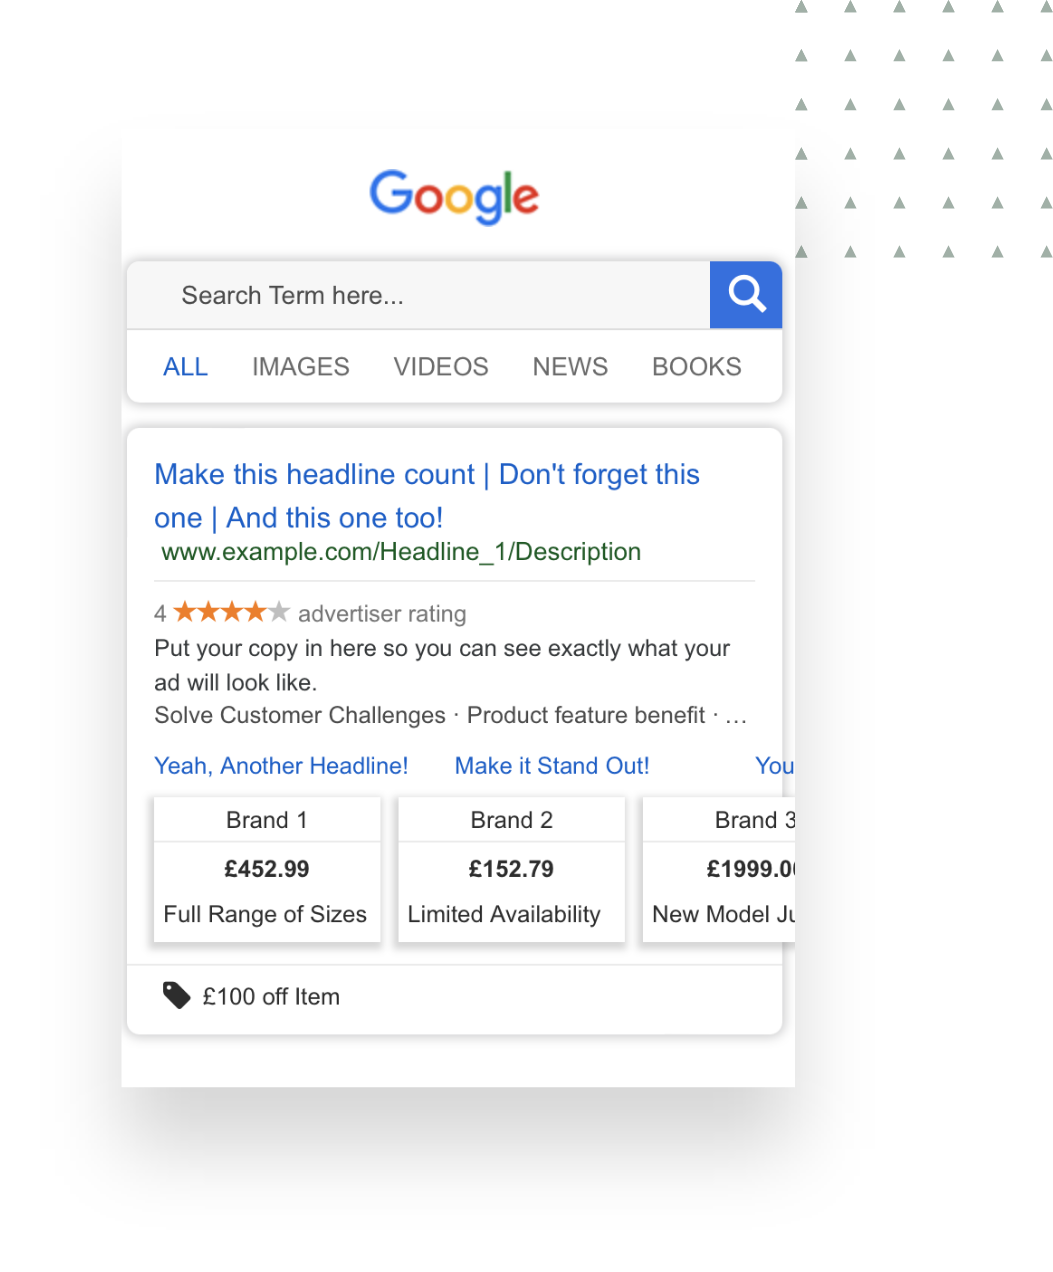 Google
Search Term here...
ALL IMAGES VIDEOS NEWS BOOKS
Make this headline count | Don't forget this
one | And this one too!
www.example.com/Headline_1/Description
4 advertiser rating
Put your copy in here so you can see exactly what your
ad will look like.
Solve Customer Challenges · Product feature benefit · ...
Yeah, Another Headline! Make it Stand Out! You
Brand 1 Brand 2 Brand 3
£452.99 £152.79 £1999.0
Full Range of Sizes Limited Availability New Model Ju
£100 off Item